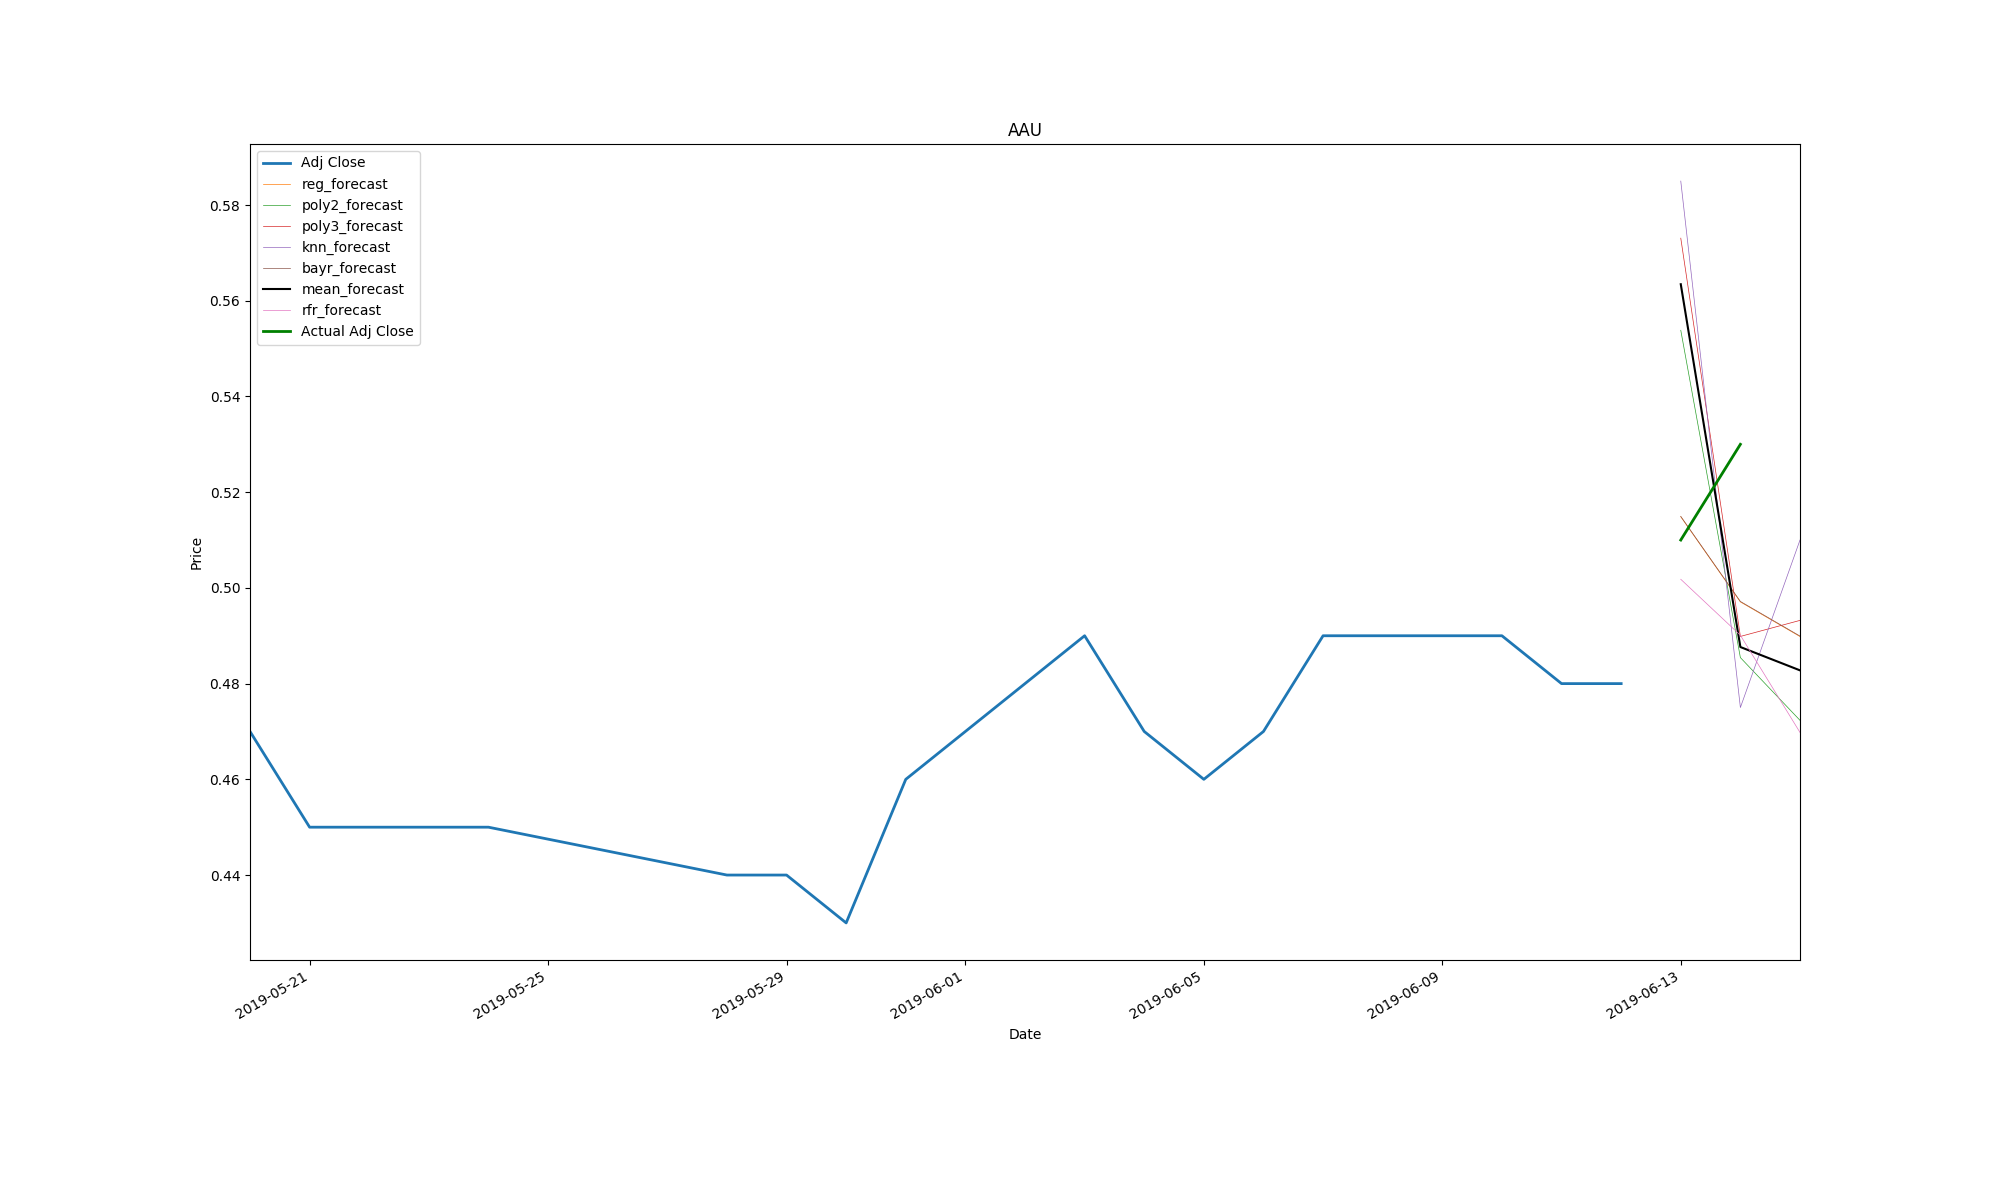 AAU
Adj Close
reg_forecast
poly2_forecast
poly3_forecast
knn_forecast
bayr_forecast
mean_forecast
rfr_forecast
Actual Adj Close
0.58
0.56
0.54
0.52
0.50
0.48
0.46
0.44
Price
2019-05-21
2019-05-25
2019-05-29
2019-06-01
2019-06-05
2019-06-09
2019-06-13
Date